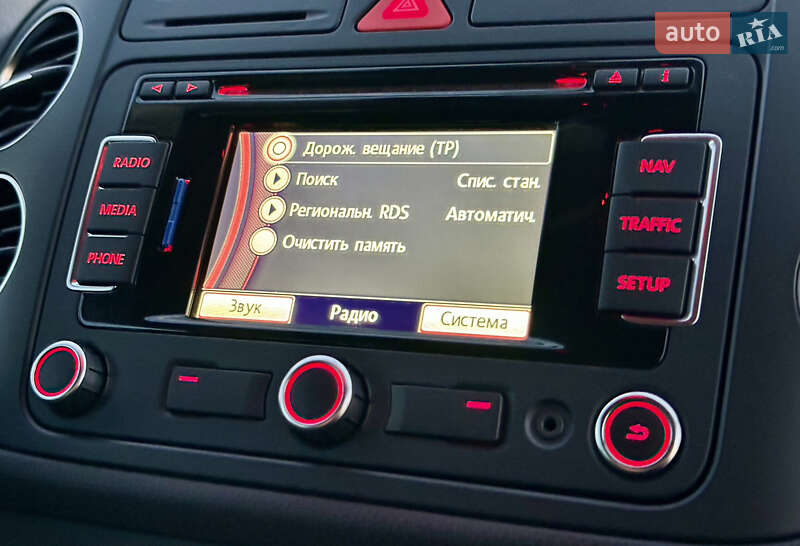 auto RIA
.com
RADIO
MEDIA
PHONE
Дорож. вещание (TP)
Поиск Спис. стан.
Региональн. RDS Автоматич.
Очистить память
Звук Радио Система
NAV
TRAFFIC
SETUP